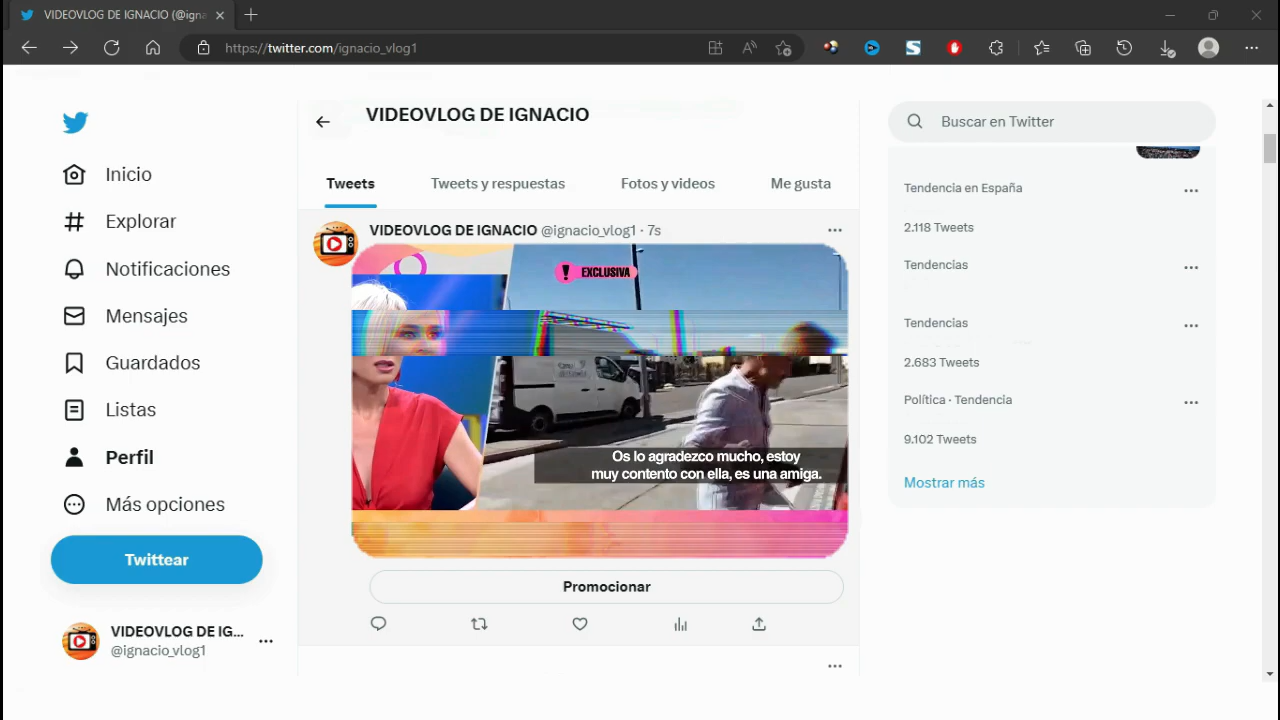 VIDEOVLOG DE IGNACIO (@igna
https://twitter.com/ignacio_vlog1
VIDEOVLOG DE IGNACIO
Buscar en Twitter
Inicio
Explorar
Notificaciones
Mensajes
Guardados
Listas
Perfil
Más opciones
Twittear
VIDEOVLOG DE IG...
@ignacio_vlog1
Tweets
Tweets y respuestas
Fotos y videos
Me gusta
VIDEOVLOG DE IGNACIO @ignacio_vlog1 · 7s
! EXCLUSIVA
Os lo agradezco mucho, estoy
muy contento con ella, es una amiga.
Promocionar
Tendencia en España
2.118 Tweets
Tendencias
Tendencias
2.683 Tweets
Política · Tendencia
9.102 Tweets
Mostrar más